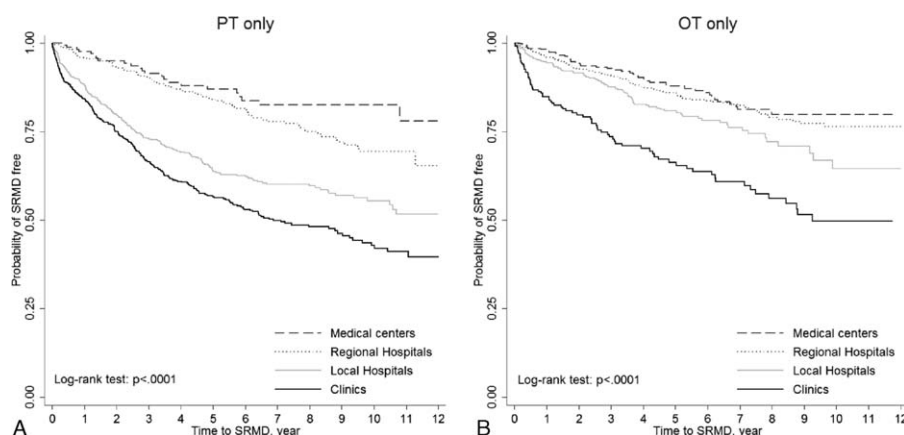 PT only
1.00
0.75
0.50
0.25
0.00
Probability of SRMD free
Medical centers
Regional Hospitals
Local Hospitals
Clinics
Log-rank test: p<.0001
0 1 2 3 4 5 6 7 8 9 10 11 12
Time to SRMD, year
A
OT only
1.00
0.75
0.50
0.25
0.00
Probability of SRMD free
Medical centers
Regional Hospitals
Local Hospitals
Clinics
Log-rank test: p<.0001
0 1 2 3 4 5 6 7 8 9 10 11 12
Time to SRMD, year
B